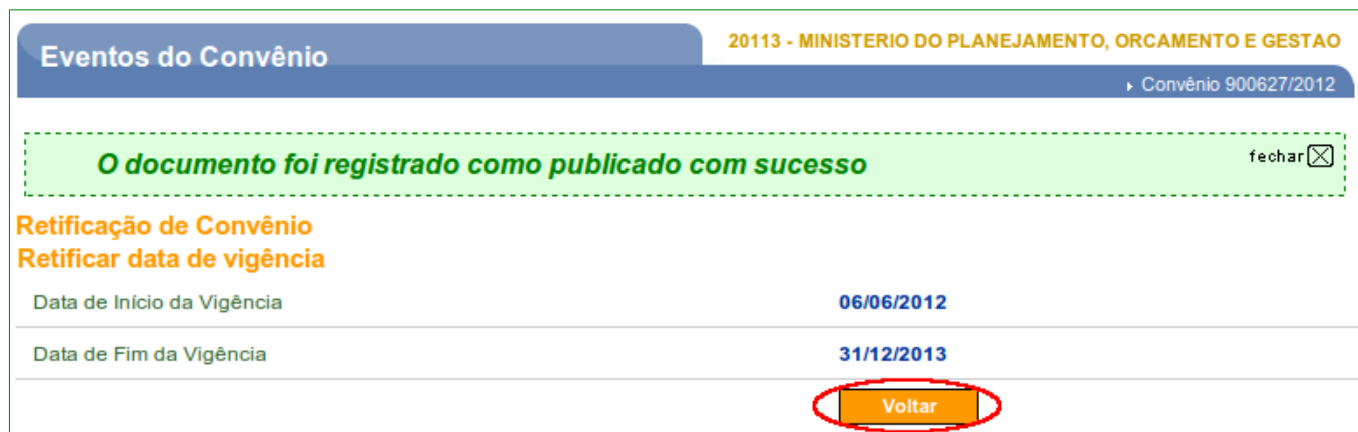 Eventos do Convênio
20113 - MINISTERIO DO PLANEJAMENTO, ORCAMENTO E GESTAO
Convênio 900627/2012
O documento foi registrado como publicado com sucesso
fechar
Retificação de Convênio
Retificar data de vigência
Data de Início da Vigência 06/06/2012
Data de Fim da Vigência 31/12/2013
Voltar